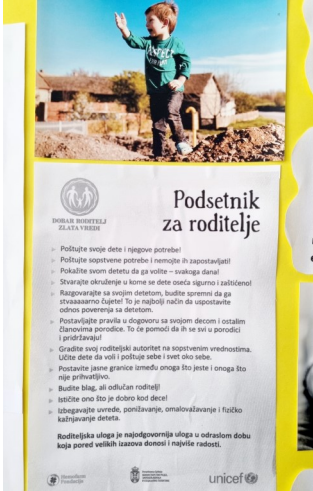 DOBAR RODITELJ
ZLATA VREDI
Podsetnik
za roditelje
Poštujte svoje dete i njegove potrebe!
Poštujte sopstvene potrebe i nemojte ih zapostavljati!
Pokažite svom detetu da ga volite – svakoga dana!
Stvarajte okruženje u kome se dete oseća sigurno i zaštićeno!
Razgovarajte sa svojim detetom, budite spremni da ga
stvaaaaarno čujete! To je najbolji način da uspostavite
odnos poverenja sa detetom.
Postavljajte pravila u dogovoru sa svojom decom i ostalim
članovima porodice. To će pomoći da ih se svi u porodici
i pridržavaju!
Gradite svoj roditeljski autoritet na sopstvenim vrednostima.
Učite dete da voli i poštuje sebe i svet oko sebe.
Postavite jasne granice između onoga što jeste i onoga što
nije prihvatljivo.
Budite blag, ali odlučan roditelj!
Ističite ono što je dobro kod dece!
Izbegavajte uvrede, ponižavanje, omalovažavanje i fizičko
kažnjavanje deteta.
Roditeljska uloga je najodgovornija uloga u odraslom dobu
koja pored velikih izazova donosi i najviše radosti.
unicef